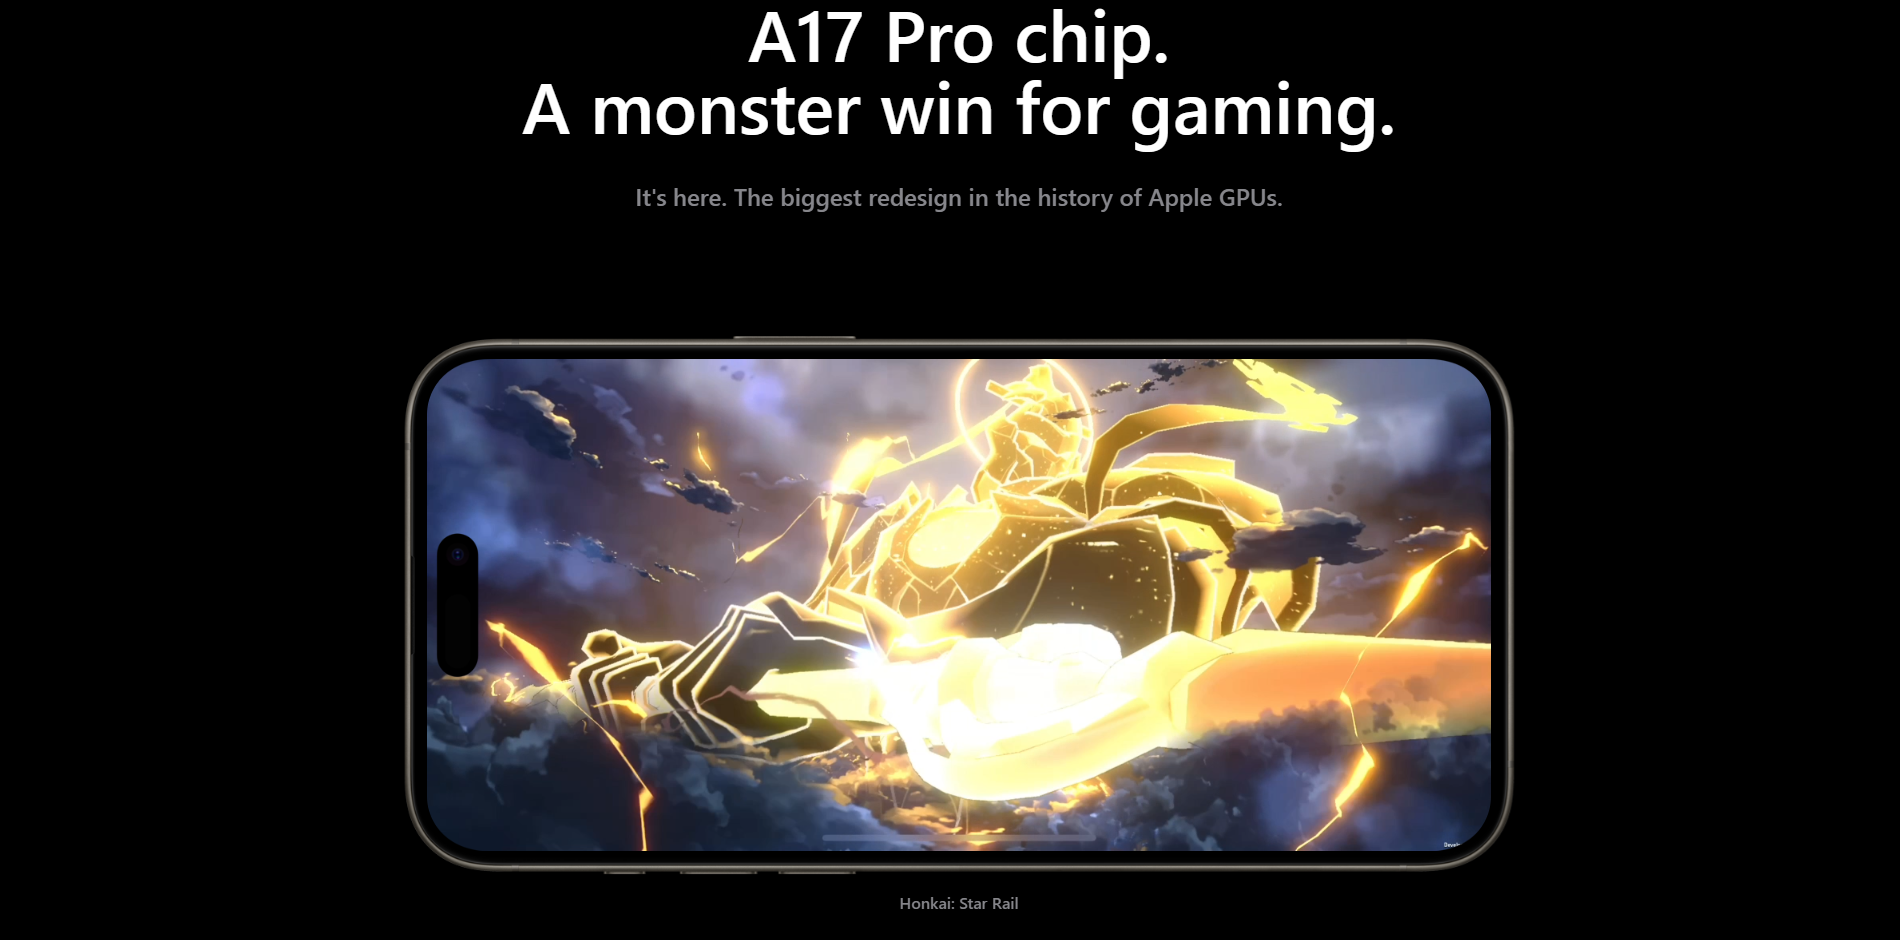 A17 Pro chip.
A monster win for gaming.
It's here. The biggest redesign in the history of Apple GPUs.
Honkai: Star Rail